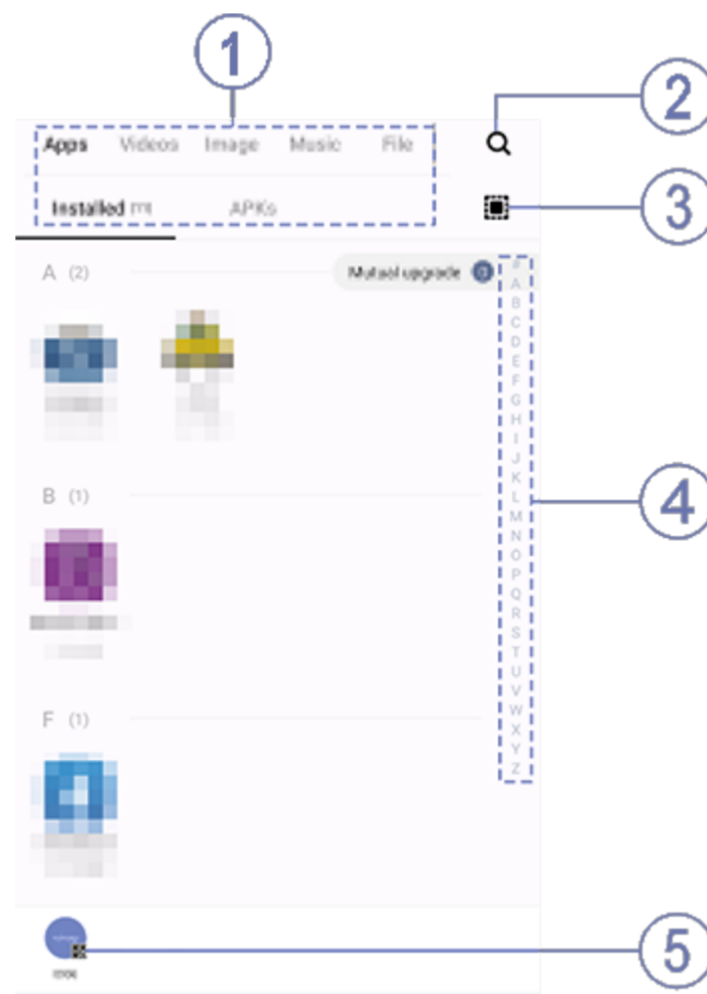 1
2
Apps Videos Image Music File
3
Installed APKs
A (2)
Mutual upgrade
#
A
B
C
D
E
F
G
H
I
J
K
L
M
N
O
P
Q
R
S
T
U
V
W
X
Y
Z
4
B (1)
F (1)
5